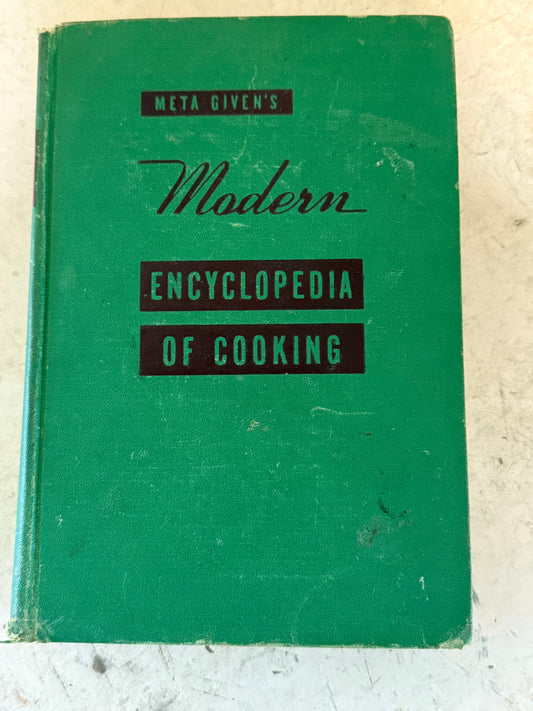 META GIVEN'S
Modern
ENCYCLOPEDIA
OF COOKING